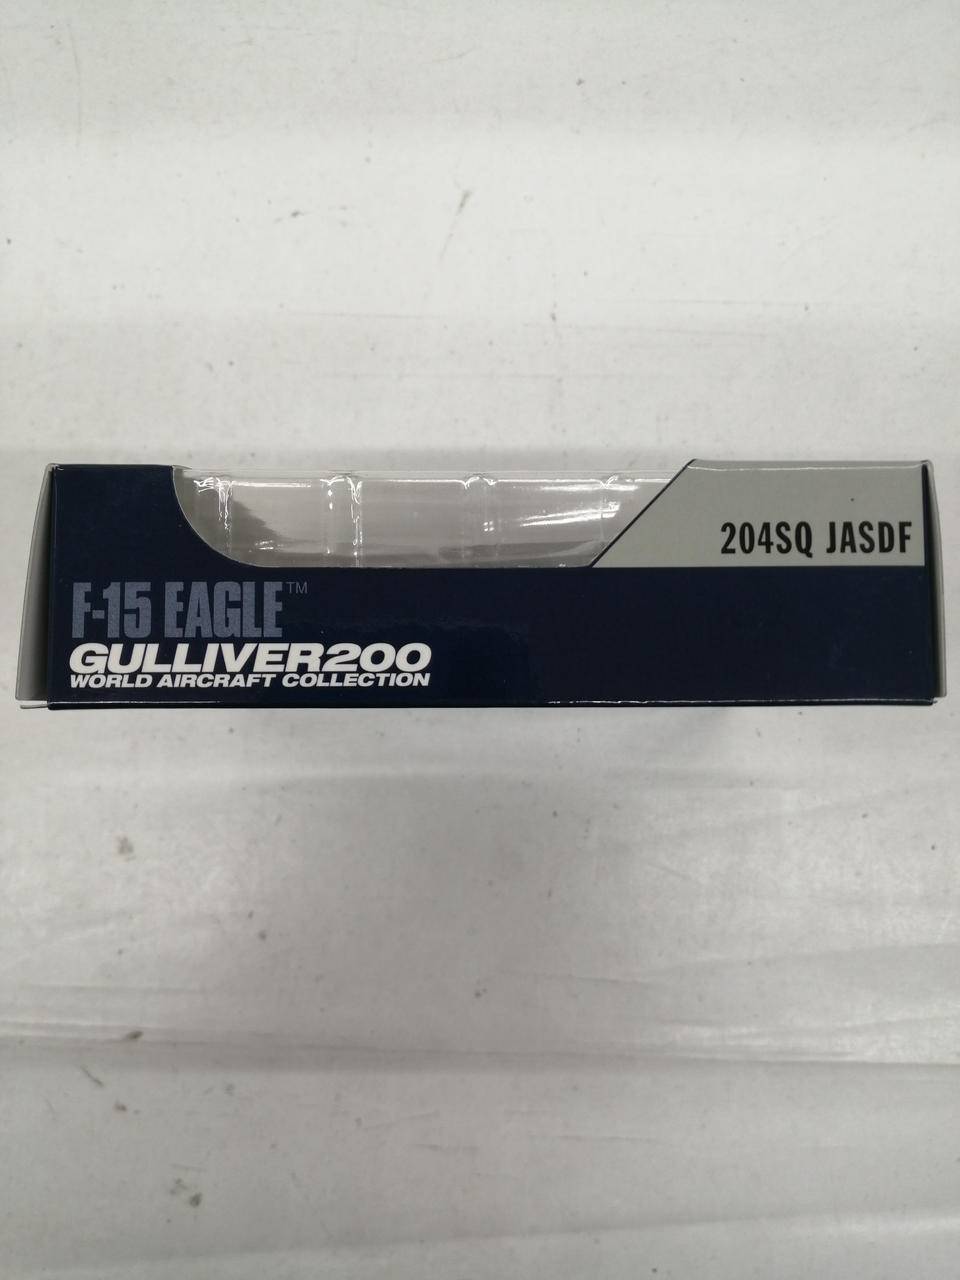 204SQ JASDF
F-15 EAGLE™
GULLIVER200
WORLD AIRCRAFT COLLECTION